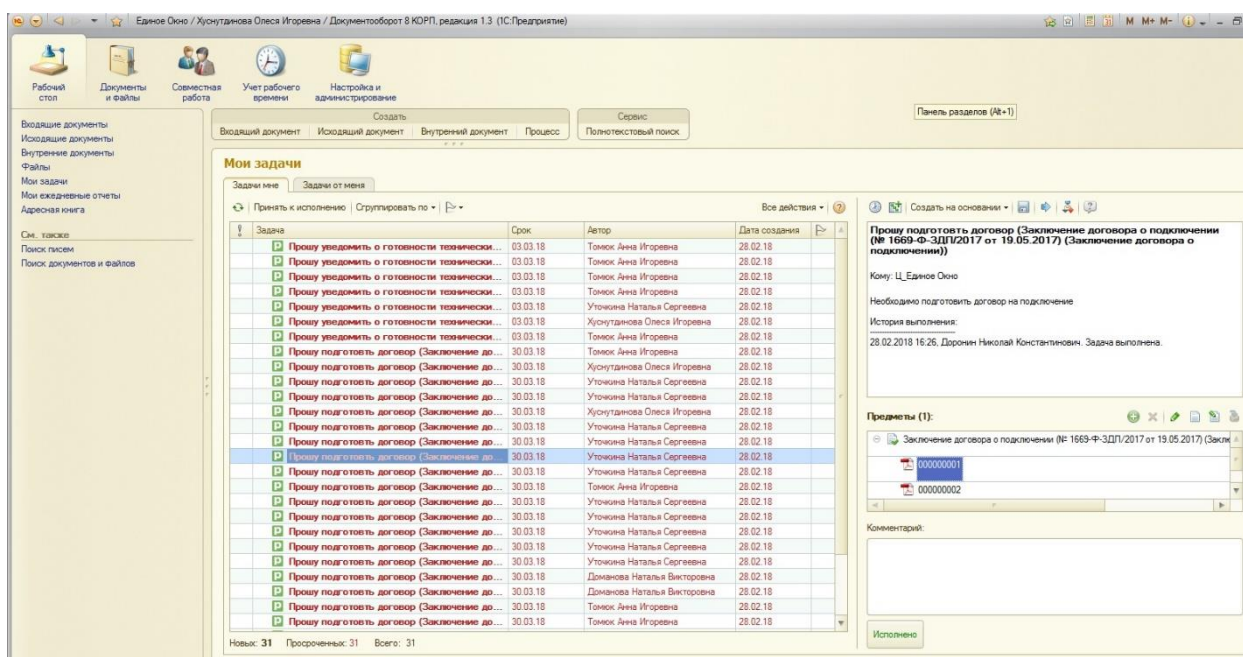 Единое Окно / Хуснутдинова Олеся Игоревна / Документооборот 8 КОРП, редакция 1.3 (1С:Предприятие)
M M+ M-
Рабочий стол
Документы и файлы
Совместная работа
Учет рабочего времени
Настройка и администрирование
Панель разделов (Alt+1)
Входящие документы
Исходящие документы
Внутренние документы
Файлы
Мои задачи
Мои ежедневные отчеты
Адресная книга
См. также
Поиск писем
Поиск документов и файлов
Создать
Входящий документ Исходящий документ Внутренний документ Процесс
Сервис
Полнотекстовый поиск
Мои задачи
Задачи мне Задачи от меня
Принять к исполнению Сгруппировать по Все действия
Задача Срок Автор Дата создания
Прошу уведомить о готовности технически... 03.03.18 Томюк Анна Игоревна 28.02.18
Прошу уведомить о готовности технически... 03.03.18 Томюк Анна Игоревна 28.02.18
Прошу уведомить о готовности технически... 03.03.18 Томюк Анна Игоревна 28.02.18
Прошу уведомить о готовности технически... 03.03.18 Томюк Анна Игоревна 28.02.18
Прошу уведомить о готовности технически... 03.03.18 Уточкина Наталья Сергеевна 28.02.18
Прошу уведомить о готовности технически... 03.03.18 Хуснутдинова Олеся Игоревна 28.02.18
Прошу уведомить о готовности технически... 03.03.18 Томюк Анна Игоревна 28.02.18
Прошу подготовть договор (Заключение до... 30.03.18 Томюк Анна Игоревна 28.02.18
Прошу подготовть договор (Заключение до... 30.03.18 Хуснутдинова Олеся Игоревна 28.02.18
Прошу подготовть договор (Заключение до... 30.03.18 Уточкина Наталья Сергеевна 28.02.18
Прошу подготовть договор (Заключение до... 30.03.18 Уточкина Наталья Сергеевна 28.02.18
Прошу подготовть договор (Заключение до... 30.03.18 Хуснутдинова Олеся Игоревна 28.02.18
Прошу подготовть договор (Заключение до... 30.03.18 Уточкина Наталья Сергеевна 28.02.18
Прошу подготовть договор (Заключение до... 30.03.18 Уточкина Наталья Сергеевна 28.02.18
Прошу подготовть договор (Заключение до... 30.03.18 Уточкина Наталья Сергеевна 28.02.18
Прошу подготовть договор (Заключение до... 30.03.18 Уточкина Наталья Сергеевна 28.02.18
Прошу подготовть договор (Заключение до... 30.03.18 Томюк Анна Игоревна 28.02.18
Прошу подготовть договор (Заключение до... 30.03.18 Уточкина Наталья Сергеевна 28.02.18
Прошу подготовть договор (Заключение до... 30.03.18 Уточкина Наталья Сергеевна 28.02.18
Прошу подготовть договор (Заключение до... 30.03.18 Уточкина Наталья Сергеевна 28.02.18
Прошу подготовть договор (Заключение до... 30.03.18 Уточкина Наталья Сергеевна 28.02.18
Прошу подготовть договор (Заключение до... 30.03.18 Уточкина Наталья Сергеевна 28.02.18
Прошу подготовть договор (Заключение до... 30.03.18 Доманова Наталья Викторовна 28.02.18
Прошу подготовть договор (Заключение до... 30.03.18 Доманова Наталья Викторовна 28.02.18
Прошу подготовть договор (Заключение до... 30.03.18 Томюк Анна Игоревна 28.02.18
Прошу подготовть договор (Заключение до... 30.03.18 Томюк Анна Игоревна 28.02.18
Новых: 31 Просроченных: 31 Всего: 31
Создать на основании
Прошу подготовть договор (Заключение договора о подключении
(№ 1669-Ф-ЗДП/2017 от 19.05.2017) (Заключение договора о
подключении))
Кому: Ц_Единое Окно
Необходимо подготовить договор на подключение
История выполнения:
28.02.2018 16:26, Доронин Николай Константинович. Задача выполнена.
Предметы (1):
Заключение договора о подключении (№ 1669-Ф-ЗДП/2017 от 19.05.2017) (Заклю
000000001
000000002
Комментарий:
Исполнено